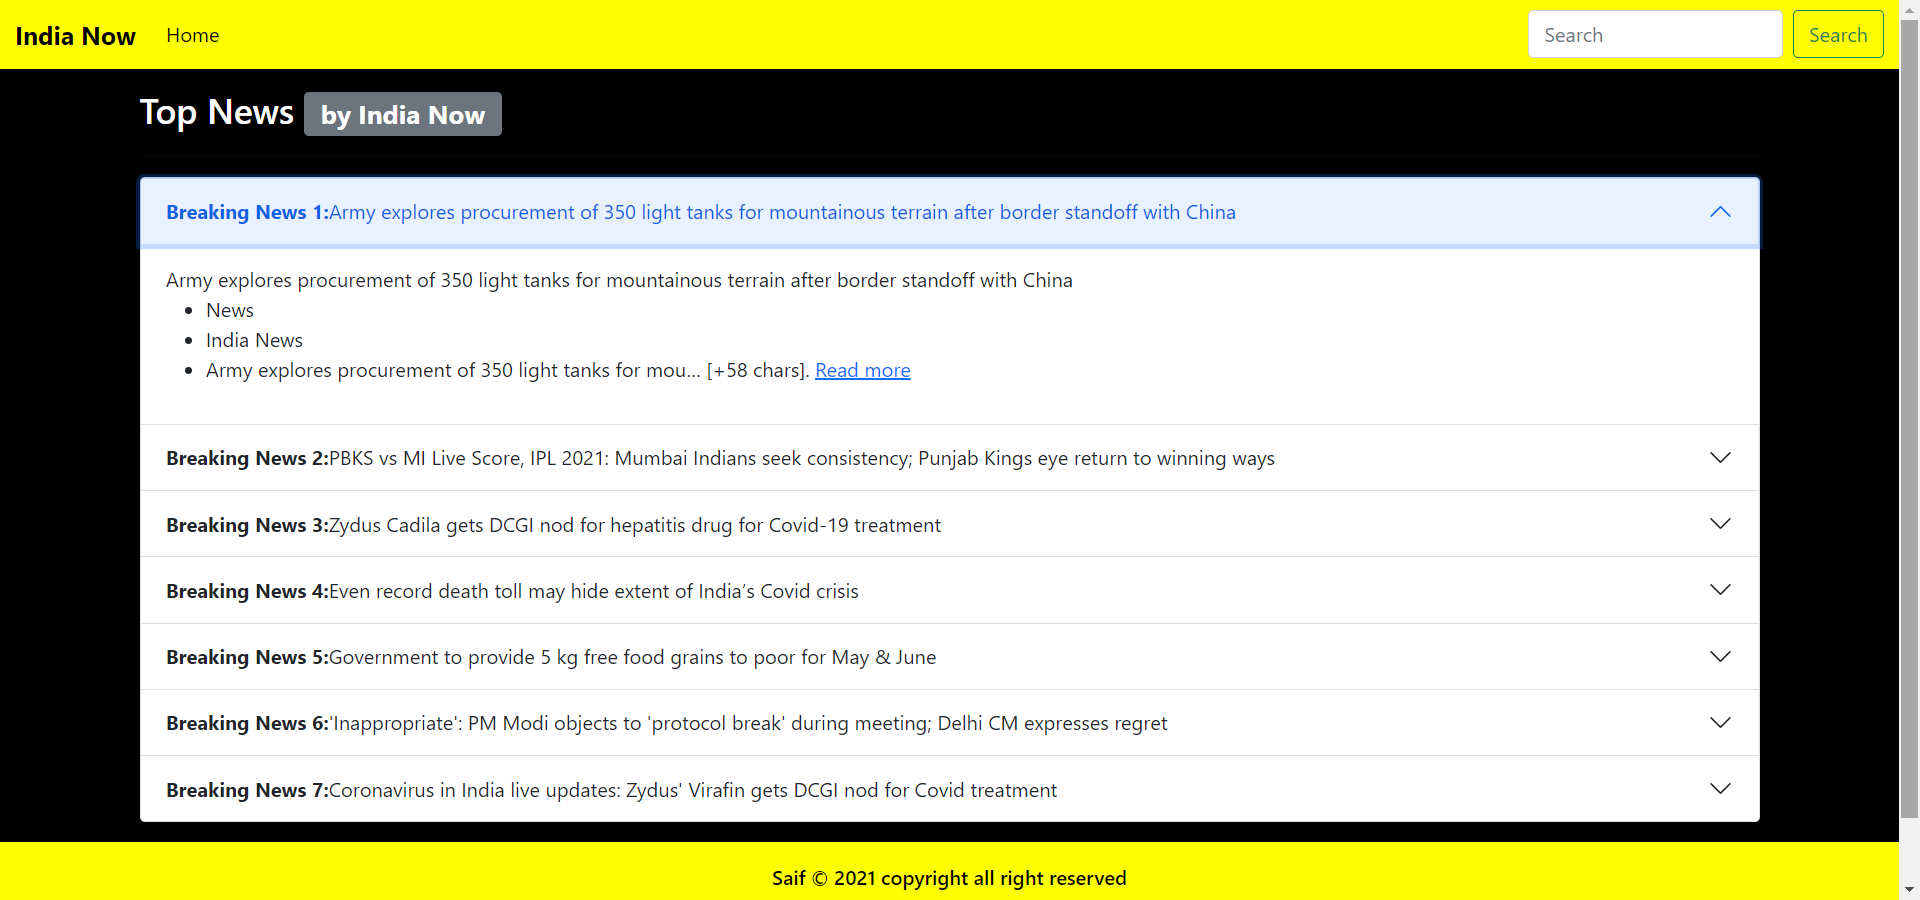 India Now Home Search Search
Top News by India Now
Breaking News 1:Army explores procurement of 350 light tanks for mountainous terrain after border standoff with China
Army explores procurement of 350 light tanks for mountainous terrain after border standoff with China
• News
• India News
• Army explores procurement of 350 light tanks for mou… [+58 chars]. Read more
Breaking News 2:PBKS vs MI Live Score, IPL 2021: Mumbai Indians seek consistency; Punjab Kings eye return to winning ways
Breaking News 3:Zydus Cadila gets DCGI nod for hepatitis drug for Covid-19 treatment
Breaking News 4:Even record death toll may hide extent of India’s Covid crisis
Breaking News 5:Government to provide 5 kg free food grains to poor for May & June
Breaking News 6:'Inappropriate': PM Modi objects to 'protocol break' during meeting; Delhi CM expresses regret
Breaking News 7:Coronavirus in India live updates: Zydus' Virafin gets DCGI nod for Covid treatment
Saif © 2021 copyright all right reserved